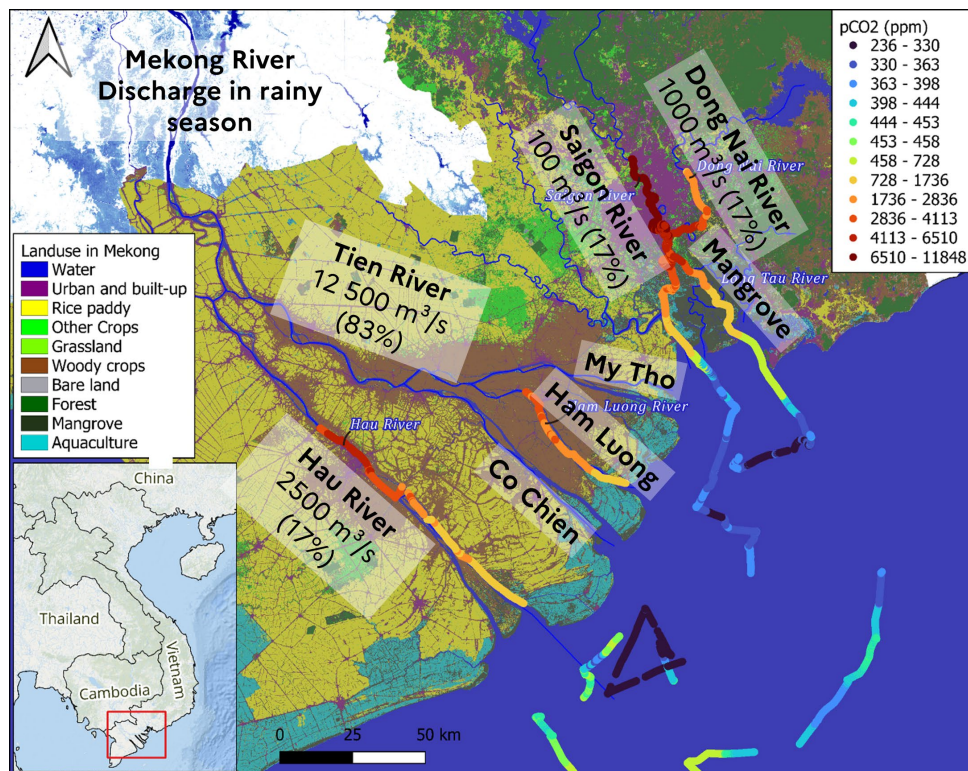 Mekong River
Discharge in rainy
season
pCO2 (ppm)
236 - 330
330 - 363
363 - 398
398 - 444
444 - 453
453 - 458
458 - 728
728 - 1736
1736 - 2836
2836 - 4113
4113 - 6510
6510 - 11848
Dong Nai River
1000 m³/s (17%)
Dong Nai River
Saigon River
100 m³/s (17%)
Saigon River
Mangrove
Long Tau River
Landuse in Mekong
Water
Urban and built-up
Rice paddy
Other Crops
Grassland
Woody crops
Bare land
Forest
Mangrove
Aquaculture
Tien River
12 500 m³/s
(83%)
My Tho
Ham Luong
Ham Luong River
Co Chien
Hau River
Hau River
2500 m³/s
(17%)
China
Thailand
Vietnam
Cambodia
0 25 50 km